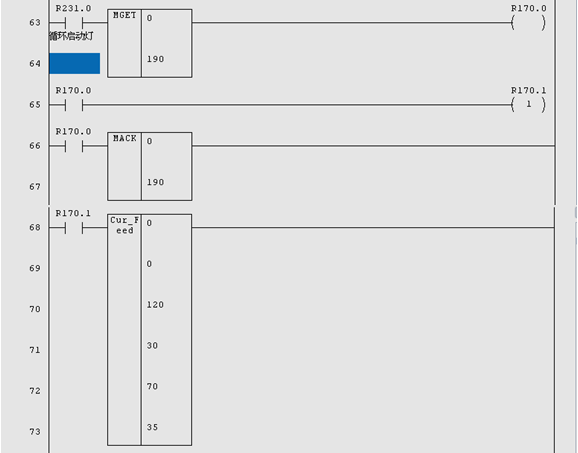 R231.0 R170.0
63 MGET 0
循环启动灯
64 190
R170.0 R170.1
65 1
R170.0
66 MACK 0
67 190
R170.1
68 Cur_F 0
eed
69 0
70 120
71 30
72 70
73 35